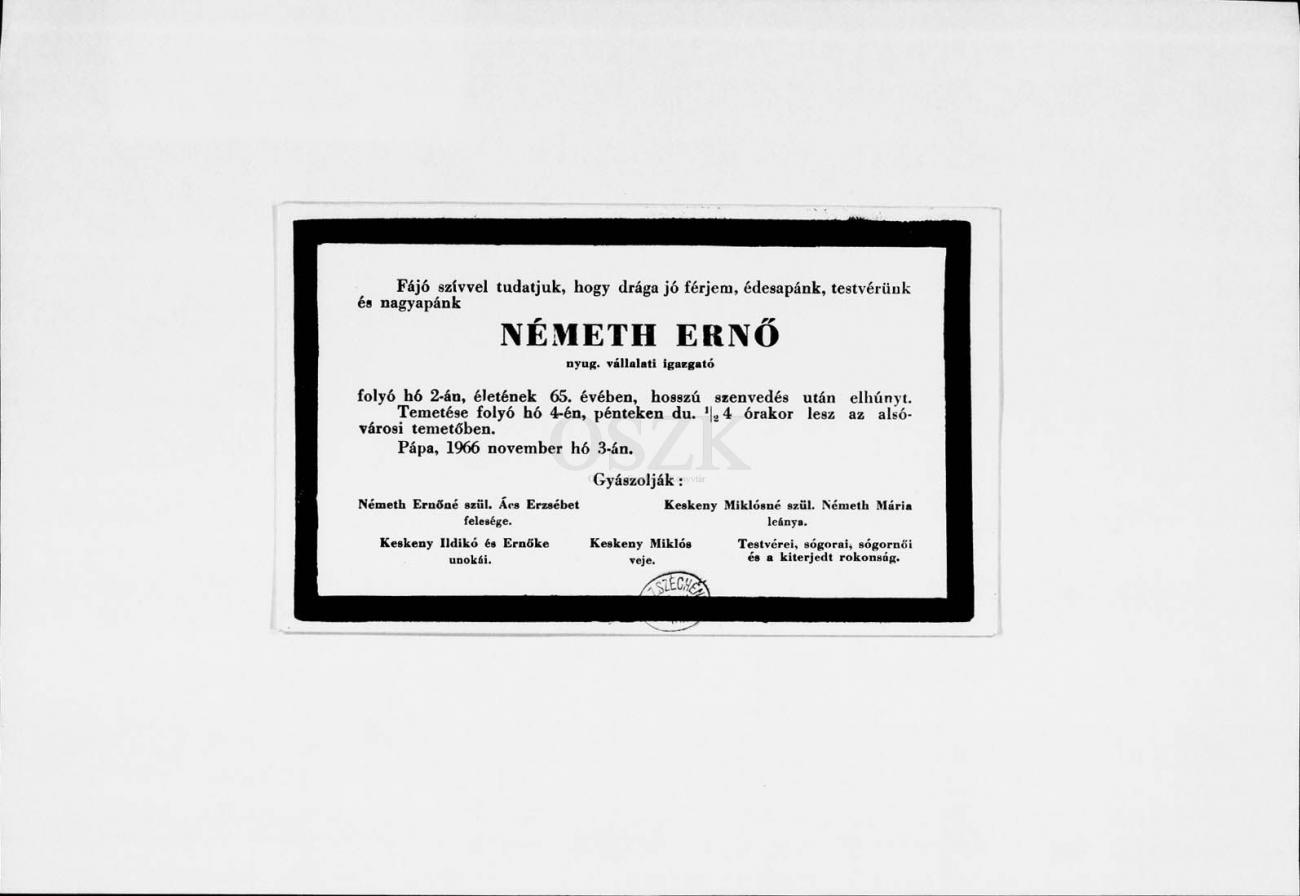 Fájó szívvel tudatjuk, hogy drága jó férjem, édesapánk, testvérünk
és nagyapánk
NÉMETH ERNŐ
nyug. vállalati igazgató
folyó hó 2-án, életének 65. évében, hosszú szenvedés után elhúnyt.
Temetése folyó hó 4-én, pénteken du. 1/2 4 órakor lesz az alsó-
városi temetőben.
Pápa, 1966 november hó 3-án.
OSZK
Gyászolják :
Németh Ernőné szül. Ács Erzsébet
felesége.
Keskeny Miklósné szül. Németh Mária
leánya.
Keskeny Ildikó és Ernőke
unokái.
Keskeny Miklós
veje.
Testvérei, sógorai, sógornői
és a kiterjedt rokonság.
SZÉCHÉN